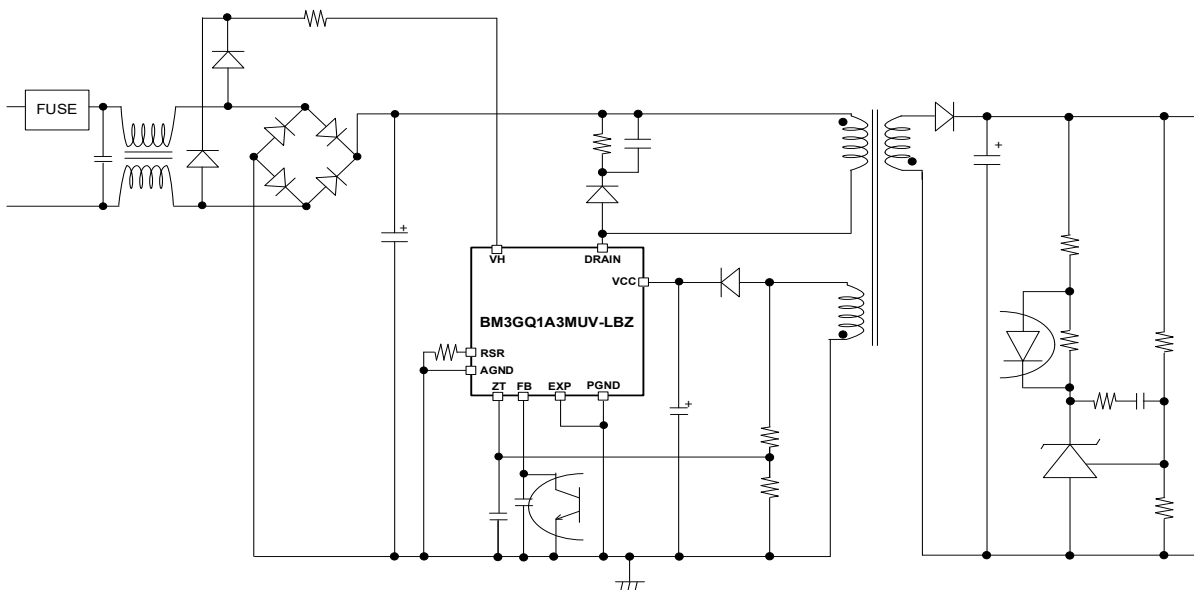 FUSE
+
+
VH
DRAIN
VCC
BM3GQ1A3MUV-LBZ
RSR
AGND
ZT FB EXP PGND
+